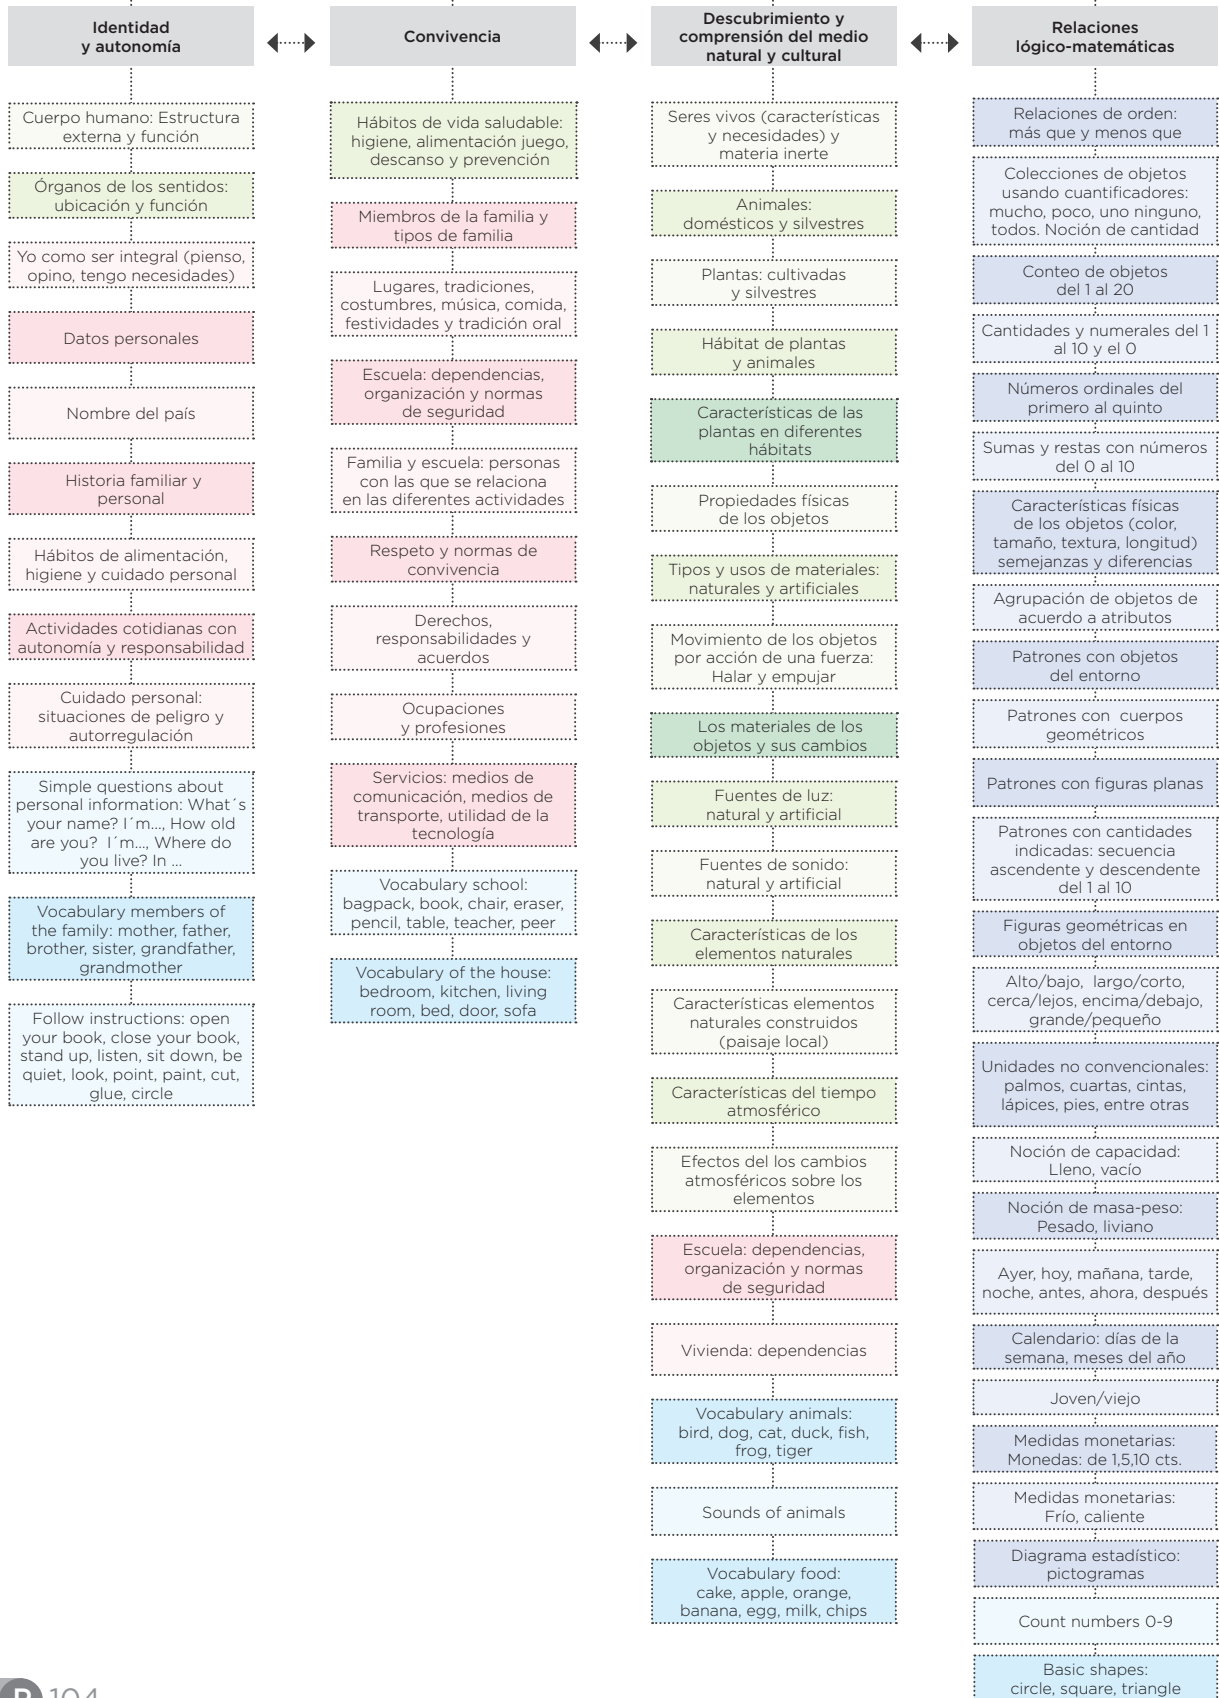 Identidad
y autonomía
Cuerpo humano: Estructura
externa y función
Órganos de los sentidos:
ubicación y función
Yo como ser integral (pienso,
opino, tengo necesidades)
Datos personales
Nombre del país
Historia familiar y
personal
Hábitos de alimentación,
higiene y cuidado personal
Actividades cotidianas con
autonomía y responsabilidad
Cuidado personal:
situaciones de peligro y
autorregulación
Simple questions about
personal information: What´s
your name? I´m..., How old
are you?  I´m..., Where do
you live? In ...
Vocabulary members of
the family: mother, father,
brother, sister, grandfather,
grandmother
Follow instructions: open
your book, close your book,
stand up, listen, sit down, be
quiet, look, point, paint, cut,
glue, circle
Convivencia
Hábitos de vida saludable:
higiene, alimentación juego,
descanso y prevención
Miembros de la familia y
tipos de familia
Lugares, tradiciones,
costumbres, música, comida,
festividades y tradición oral
Escuela: dependencias,
organización y normas
de seguridad
Familia y escuela: personas
con las que se relaciona
en las diferentes actividades
Respeto y normas de
convivencia
Derechos,
responsabilidades y
acuerdos
Ocupaciones
y profesiones
Servicios: medios de
comunicación, medios de
transporte, utilidad de la
tecnología
Vocabulary school:
bagpack, book, chair, eraser,
pencil, table, teacher, peer
Vocabulary of the house:
bedroom, kitchen, living
room, bed, door, sofa
Descubrimiento y
comprensión del medio
natural y cultural
Seres vivos (características
y necesidades) y
materia inerte
Animales:
domésticos y silvestres
Plantas: cultivadas
y silvestres
Hábitat de plantas
y animales
Características de las
plantas en diferentes
hábitats
Propiedades físicas
de los objetos
Tipos y usos de materiales:
naturales y artificiales
Movimiento de los objetos
por acción de una fuerza:
Halar y empujar
Los materiales de los
objetos y sus cambios
Fuentes de luz:
natural y artificial
Fuentes de sonido:
natural y artificial
Características de los
elementos naturales
Características elementos
naturales construidos
(paisaje local)
Características del tiempo
atmosférico
Efectos del los cambios
atmosféricos sobre los
elementos
Escuela: dependencias,
organización y normas
de seguridad
Vivienda: dependencias
Vocabulary animals:
bird, dog, cat, duck, fish,
frog, tiger
Sounds of animals
Vocabulary food:
cake, apple, orange,
banana, egg, milk, chips
Relaciones
lógico-matemáticas
Relaciones de orden:
más que y menos que
Colecciones de objetos
usando cuantificadores:
mucho, poco, uno ninguno,
todos. Noción de cantidad
Conteo de objetos
del 1 al 20
Cantidades y numerales del 1
al 10 y el 0
Números ordinales del
primero al quinto
Sumas y restas con números
del 0 al 10
Características físicas
de los objetos (color,
tamaño, textura, longitud)
semejanzas y diferencias
Agrupación de objetos de
acuerdo a atributos
Patrones con objetos
del entorno
Patrones con  cuerpos
geométricos
Patrones con figuras planas
Patrones con cantidades
indicadas: secuencia
ascendente y descendente
del 1 al 10
Figuras geométricas en
objetos del entorno
Alto/bajo,  largo/corto,
cerca/lejos, encima/debajo,
grande/pequeño
Unidades no convencionales:
palmos, cuartas, cintas,
lápices, pies, entre otras
Noción de capacidad:
Lleno, vacío
Noción de masa-peso:
Pesado, liviano
Ayer, hoy, mañana, tarde,
noche, antes, ahora, después
Calendario: días de la
semana, meses del año
Joven/viejo
Medidas monetarias:
Monedas: de 1,5,10 cts.
Medidas monetarias:
Frío, caliente
Diagrama estadístico:
pictogramas
Count numbers 0-9
Basic shapes:
circle, square, triangle
104